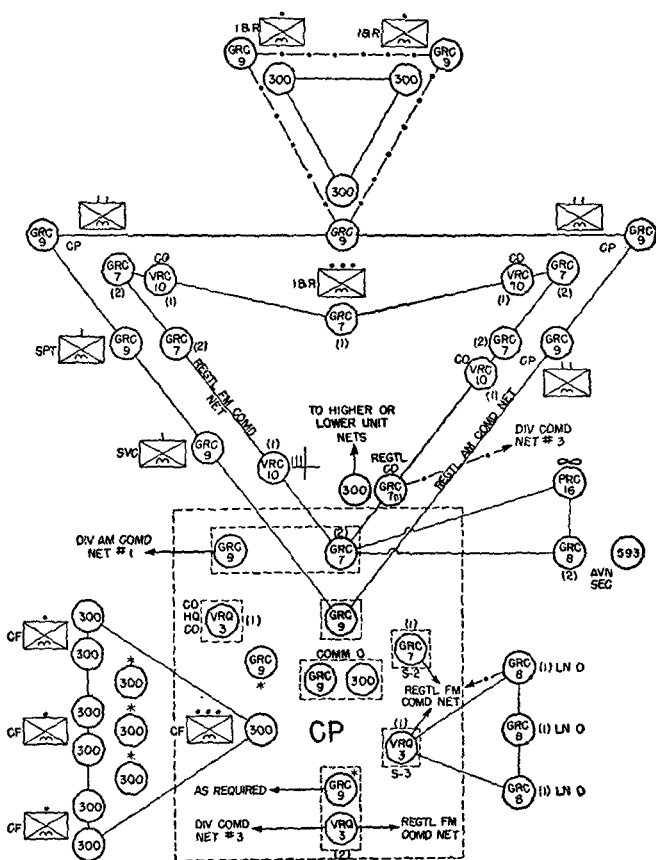 I&R
I&R
GRC 9
GRC 9
300
300
300
GRC 9
GRC 9
GRC 9
CP
CP
GRC 7
(2)
CO
VRC 10
(1)
I&R
GRC 7
(1)
CO
VRC 10
(1)
GRC 7
(2)
SPT
GRC 9
GRC 7
(2)
(2)
GRC 7
CP
GRC 9
CO
VRC 10
(1)
REGTL FM COMD
NET
REGTL AM COMD NET
SVC
GRC 9
(1)
VRC 10
TO HIGHER OR
LOWER UNIT
NETS
300
REGTL
CO
GRC 7(1)
DIV COMD
NET #3
PRC 16
DIV AM COMD
NET #1
GRC 9
(2)
GRC 7
GRC 8
(2)
593
AVN
SEC
CO
HQ
CO
VRQ 3
(1)
GRC 9
(1)
GRC 7
S-2
CF
300
300
*
300
GRC 9
*
COMM O
GRC 9
300
REGTL FM
COMD NET
GRC 8
(1) LN O
CF
300
300
*
300
CF
300
CP
(1)
VRQ 3
S-3
GRC 8
(1) LN O
*
300
GRC 8
(1) LN O
CF
300
300
AS REQUIRED
GRC 9
*
DIV COMD
NET #3
VRQ 3
(2)
REGTL FM
COMD NET